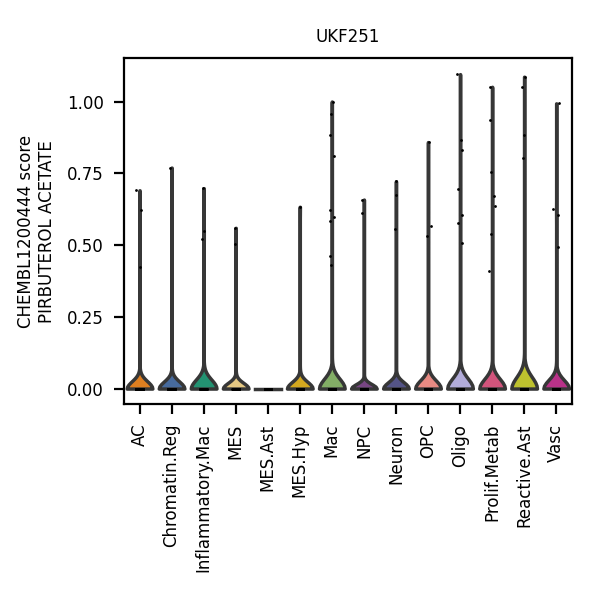 UKF251
CHEMBL1200444 score
PIRBUTEROL ACETATE
1.00
0.75
0.50
0.25
0.00
AC
Chromatin.Reg
Inflammatory.Mac
MES
MES.Ast
MES.Hyp
Mac
NPC
Neuron
OPC
Oligo
Prolif.Metab
Reactive.Ast
Vasc